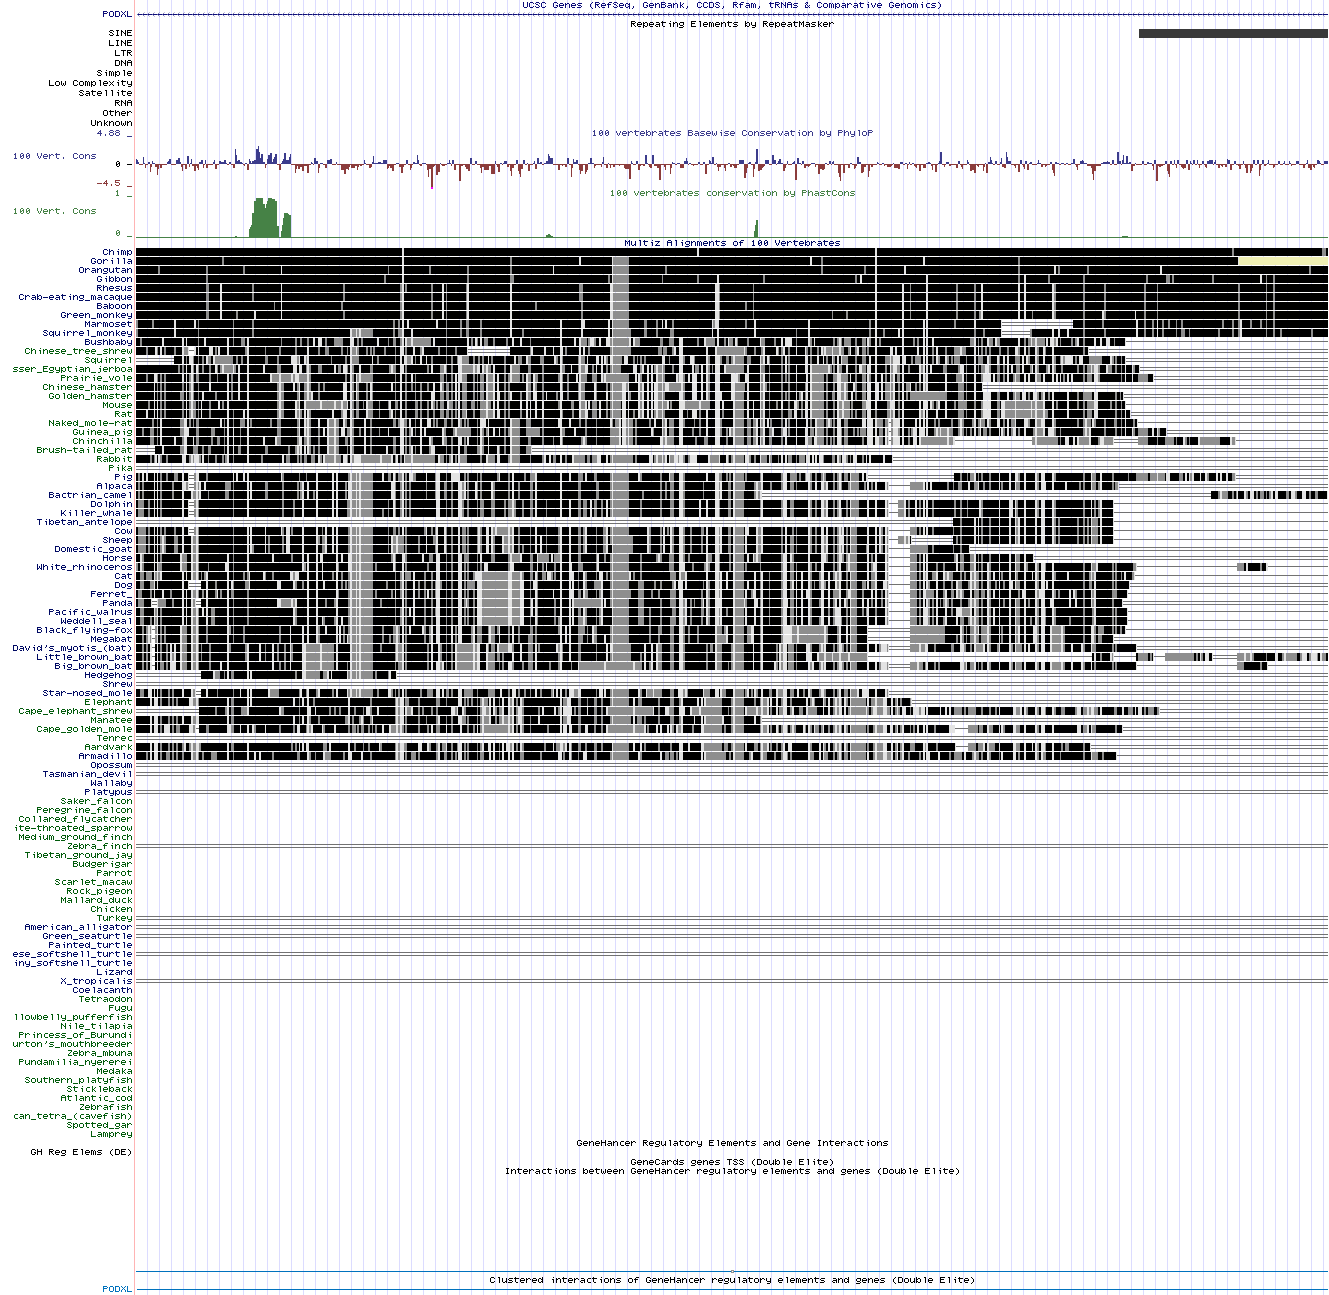 UCSC Genes (RefSeq, GenBank, CCDS, Rfam, tRNAs & Comparative Genomics)
PODXL
Repeating Elements by RepeatMasker
SINE
LINE
LTR
DNA
Simple
Low Complexity
Satellite
RNA
Other
Unknown
4.88 _
100 vertebrates Basewise Conservation by PhyloP
100 Vert. Cons
0 _
-4.5 _
100 vertebrates conservation by PhastCons
1 _
100 Vert. Cons
0 _
Multiz Alignments of 100 Vertebrates
Chimp
Gorilla
Orangutan
Gibbon
Rhesus
Crab-eating_macaque
Baboon
Green_monkey
Marmoset
Squirrel_monkey
Bushbaby
Chinese_tree_shrew
Squirrel
sser_Egyptian_jerboa
Prairie_vole
Chinese_hamster
Golden_hamster
Mouse
Rat
Naked_mole-rat
Guinea_pig
Chinchilla
Brush-tailed_rat
Rabbit
Pika
Pig
Alpaca
Bactrian_camel
Dolphin
Killer_whale
Tibetan_antelope
Cow
Sheep
Domestic_goat
Horse
White_rhinoceros
Cat
Dog
Ferret_
Panda
Pacific_walrus
Weddell_seal
Black_flying-fox
Megabat
David's_myotis_(bat)
Little_brown_bat
Big_brown_bat
Hedgehog
Shrew
Star-nosed_mole
Elephant
Cape_elephant_shrew
Manatee
Cape_golden_mole
Tenrec
Aardvark
Armadillo
Opossum
Tasmanian_devil
Wallaby
Platypus
Saker_falcon
Peregrine_falcon
Collared_flycatcher
ite-throated_sparrow
Medium_ground_finch
Zebra_finch
Tibetan_ground_jay
Budgerigar
Parrot
Scarlet_macaw
Rock_pigeon
Mallard_duck
Chicken
Turkey
American_alligator
Green_seaturtle
Painted_turtle
ese_softshell_turtle
iny_softshell_turtle
Lizard
X_tropicalis
Coelacanth
Tetraodon
Fugu
llowbelly_pufferfish
Nile_tilapia
Princess_of_Burundi
urton's_mouthbreeder
Zebra_mbuna
Pundamilia_nyererei
Medaka
Southern_platyfish
Stickleback
Atlantic_cod
Zebrafish
can_tetra_(cavefish)
Spotted_gar
Lamprey
GeneHancer Regulatory Elements and Gene Interactions
GH Reg Elems (DE)
GeneCards genes TSS (Double Elite)
Interactions between GeneHancer regulatory elements and genes (Double Elite)
Clustered interactions of GeneHancer regulatory elements and genes (Double Elite)
PODXL